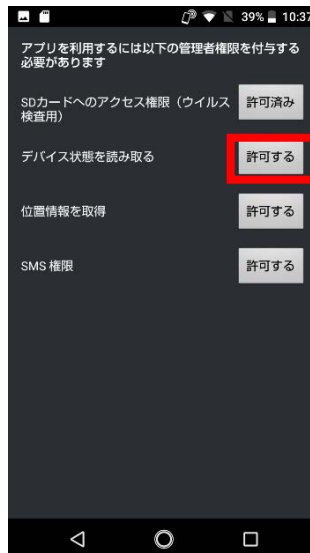 39% 10:37
アプリを利用するには以下の管理者権限を付与する
必要があります
SDカードへのアクセス権限（ウイルス
検査用）
許可済み
デバイス状態を読み取る
許可する
位置情報を取得
許可する
SMS 権限
許可する